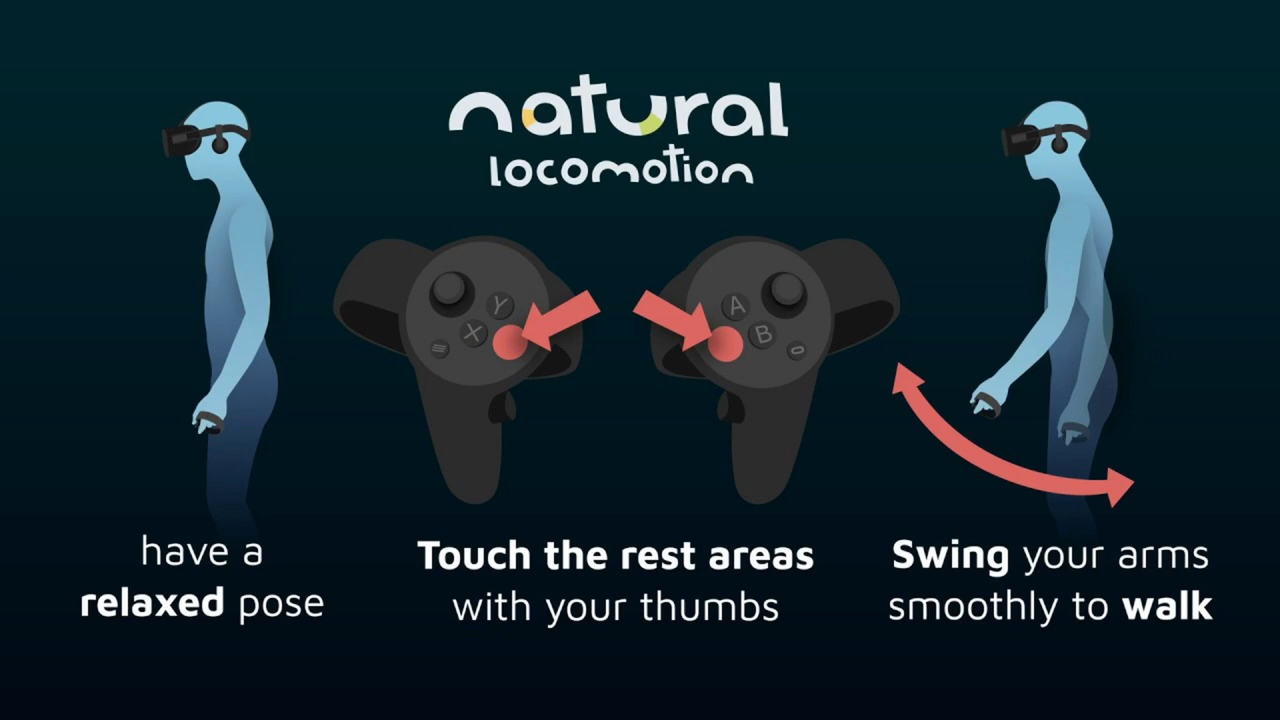 natural
locomotion
Y
X
A
B
have a
relaxed pose
Touch the rest areas
with your thumbs
Swing your arms
smoothly to walk